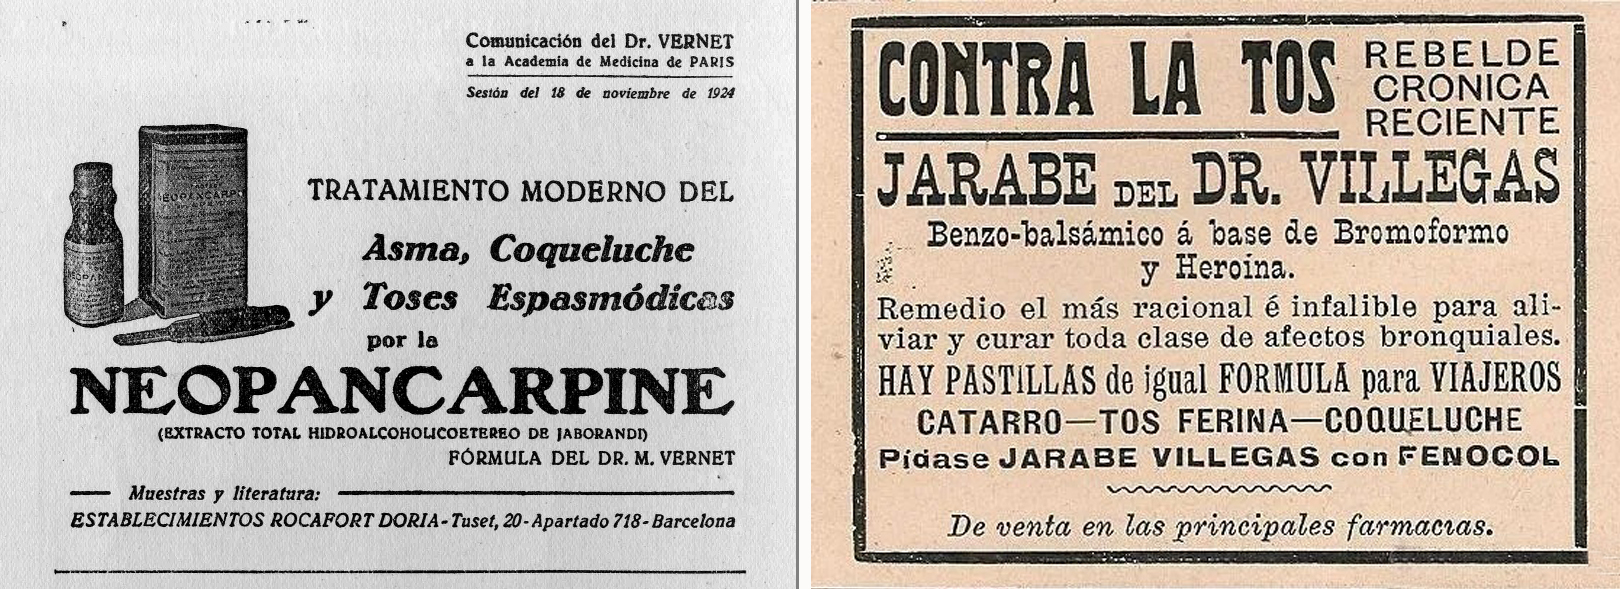 Comunicación del Dr. VERNET
a la Academia de Medicina de PARIS
Sesión del 18 de noviembre de 1924
TRATAMIENTO MODERNO DEL
Asma, Coqueluche
y Toses Espasmódicas
por la
NEOPANCARPINE
(EXTRACTO TOTAL HIDROALCOHOLICOETEREO DE JABORANDI)
FÓRMULA DEL DR. M. VERNET
Muestras y literatura:
ESTABLECIMIENTOS ROCAFORT DORIA - Tuset, 20 - Apartado 718 - Barcelona
CONTRA LA TOS
REBELDE
CRONICA
RECIENTE
JARABE DEL DR. VILLEGAS
Benzo-balsámico á base de Bromoformo
y Heroína.
Remedio el más racional é infalible para ali-
viar y curar toda clase de afectos bronquiales.
HAY PASTILLAS de igual FORMULA para VIAJEROS
CATARRO—TOS FERINA—COQUELUCHE
Pídase JARABE VILLEGAS con FENOCOL
De venta en las principales farmacias.